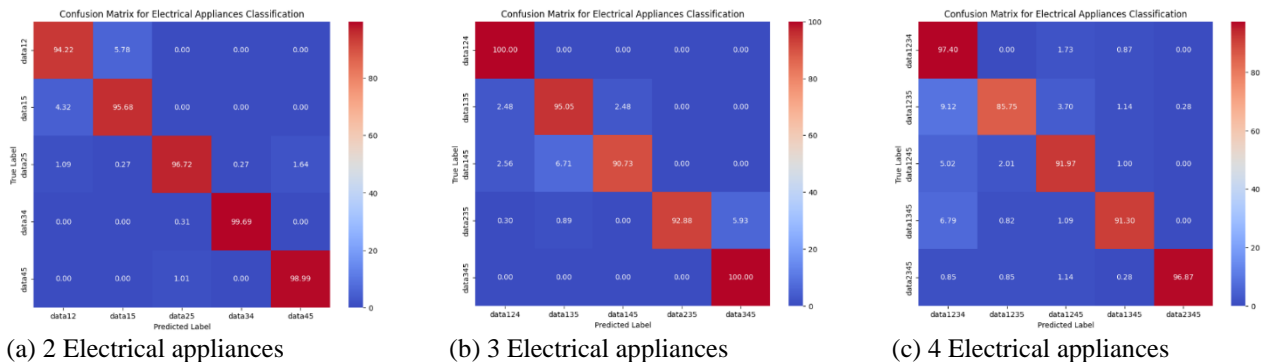 Confusion Matrix for Electrical Appliances Classification
data12 94.22 5.78 0.00 0.00 0.00
data15 4.32 95.68 0.00 0.00 0.00
data25 1.09 0.27 96.72 0.27 1.64
data34 0.00 0.00 0.31 99.69 0.00
data45 0.00 0.00 1.01 0.00 98.99
True Label
data12 data15 data25 data34 data45
Predicted Label
80
60
40
20
0
(a) 2 Electrical appliances
Confusion Matrix for Electrical Appliances Classification
data124 100.00 0.00 0.00 0.00 0.00
data135 2.48 95.05 2.48 0.00 0.00
data145 2.56 6.71 90.73 0.00 0.00
data235 0.30 0.89 0.00 92.88 5.93
data345 0.00 0.00 0.00 0.00 100.00
True Label
data124 data135 data145 data235 data345
Predicted Label
100
80
60
40
20
0
(b) 3 Electrical appliances
Confusion Matrix for Electrical Appliances Classification
data1234 97.40 0.00 1.73 0.87 0.00
data1235 9.12 85.75 3.70 1.14 0.28
data1245 5.02 2.01 91.97 1.00 0.00
data1345 6.79 0.82 1.09 91.30 0.00
data2345 0.85 0.85 1.14 0.28 96.87
True Label
data1234 data1235 data1245 data1345 data2345
Predicted Label
80
60
40
20
0
(c) 4 Electrical appliances